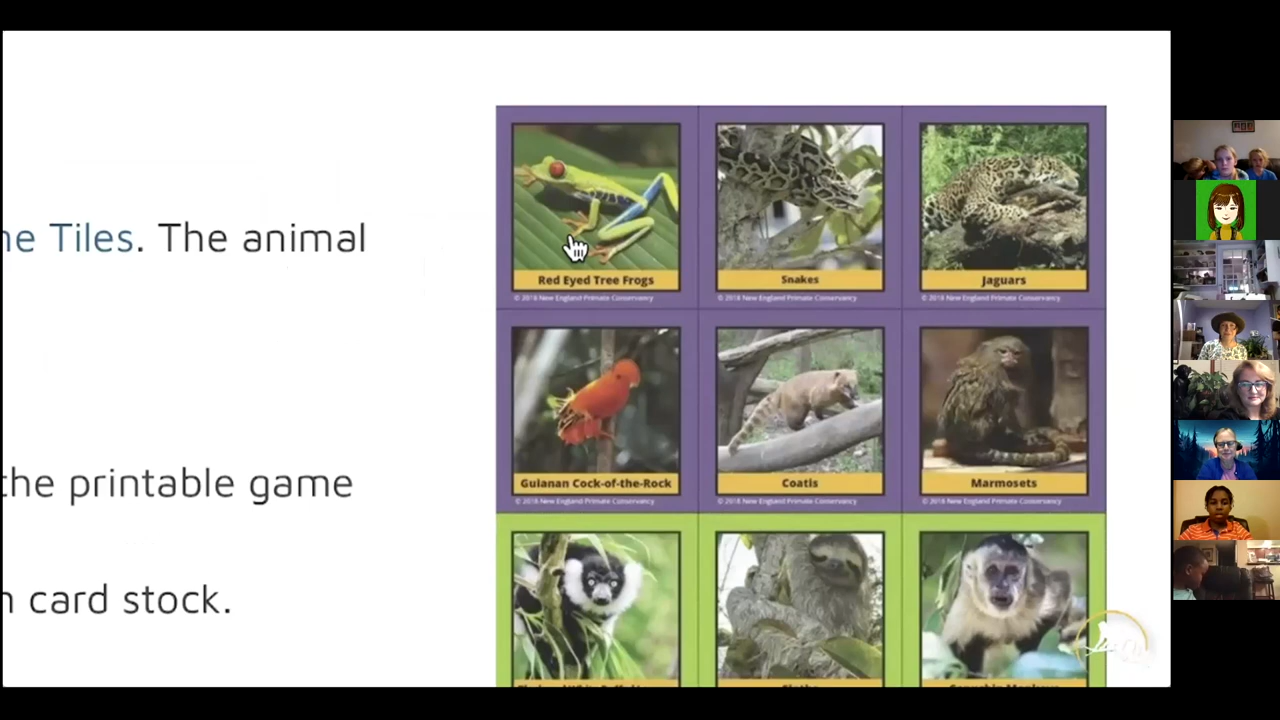 ne Tiles. The animal
the printable game
n card stock.
Red Eyed Tree Frogs
© 2018 New England Primate Conservancy
Snakes
© 2018 New England Primate Conservancy
Jaguars
© 2018 New England Primate Conservancy
Guianan Cock-of-the-Rock
© 2018 New England Primate Conservancy
Coatis
© 2018 New England Primate Conservancy
Marmosets
© 2018 New England Primate Conservancy